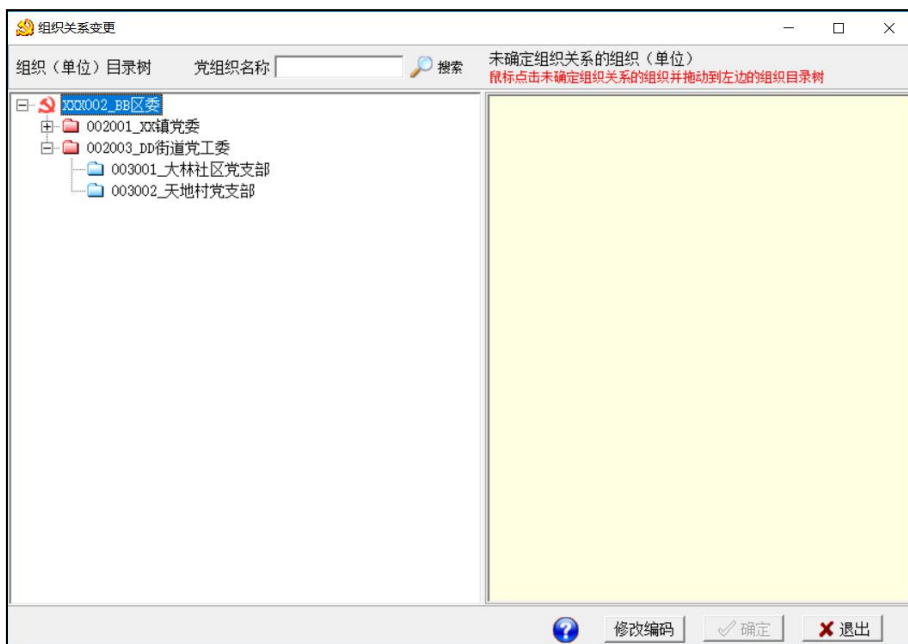 组织关系变更
组织（单位）目录树 党组织名称 搜索 未确定组织关系的组织（单位）
鼠标点击未确定组织关系的组织并拖动到左边的组织目录树
XXX002_BB区委
002001_XX镇党委
002003_DD街道党工委
003001_大林社区党支部
003002_天地村党支部
修改编码 确定 退出